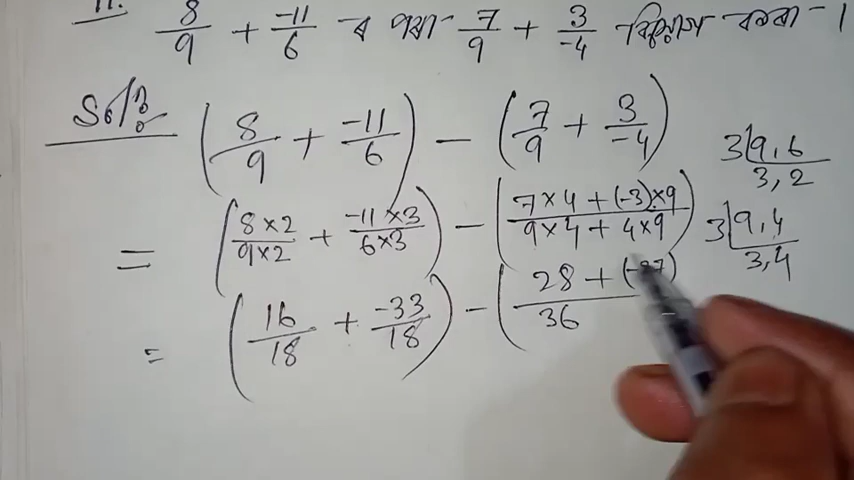 11. 8/9 + -11/6 ৰ পৰা 7/9 + 3/-4 বিয়োগ কৰা -।
(8/9 + -11/6) - (7/9 + 3/-4)
= (8×2/9×2 + -11×3/6×3) - (7×4 + (-3)×9/9×4 + 4×9)
= (16/18 + -33/18) - (28 + (-27)/36
3 9, 6
3, 2
3 9, 4
3, 4